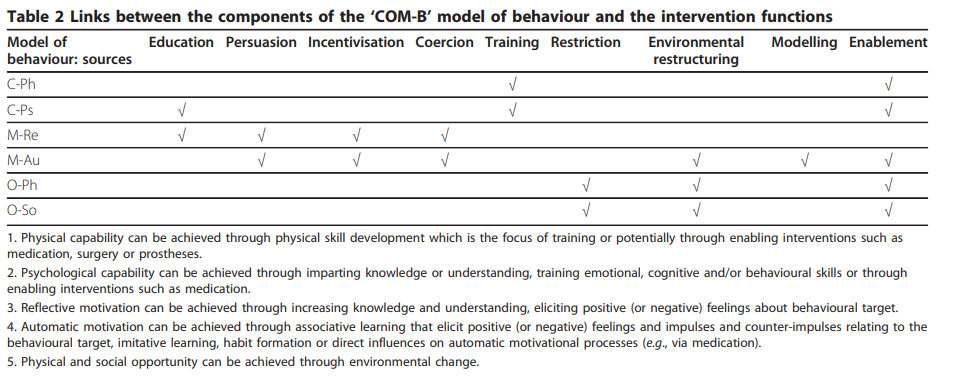 Table 2 Links between the components of the ‘COM-B’ model of behaviour and the intervention functions
Model of behaviour: sources Education Persuasion Incentivisation Coercion Training Restriction Environmental restructuring Modelling Enablement
C-Ph √ √
C-Ps √ √ √
M-Re √ √ √ √
M-Au √ √ √ √ √ √
O-Ph √ √ √
O-So √ √ √
1. Physical capability can be achieved through physical skill development which is the focus of training or potentially through enabling interventions such as
medication, surgery or prostheses.
2. Psychological capability can be achieved through imparting knowledge or understanding, training emotional, cognitive and/or behavioural skills or through
enabling interventions such as medication.
3. Reflective motivation can be achieved through increasing knowledge and understanding, eliciting positive (or negative) feelings about behavioural target.
4. Automatic motivation can be achieved through associative learning that elicit positive (or negative) feelings and impulses and counter-impulses relating to the
behavioural target, imitative learning, habit formation or direct influences on automatic motivational processes (e.g., via medication).
5. Physical and social opportunity can be achieved through environmental change.